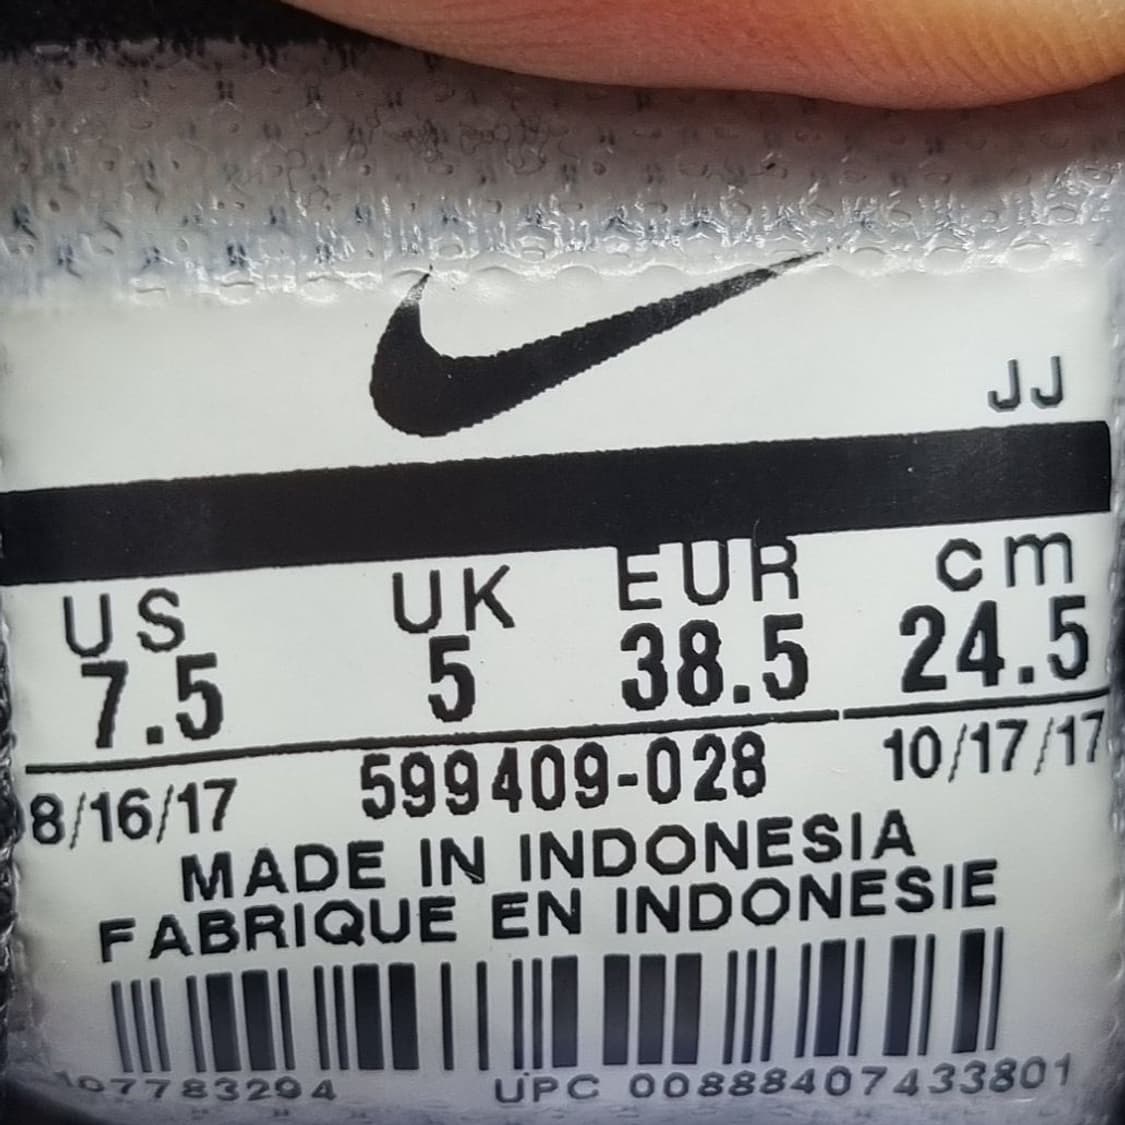 JJ
US UK EUR cm
7.5 5 38.5 24.5
8/16/17 599409-028 10/17/17
MADE IN INDONESIA
FABRIQUE EN INDONESIE
UPC 00888407433801